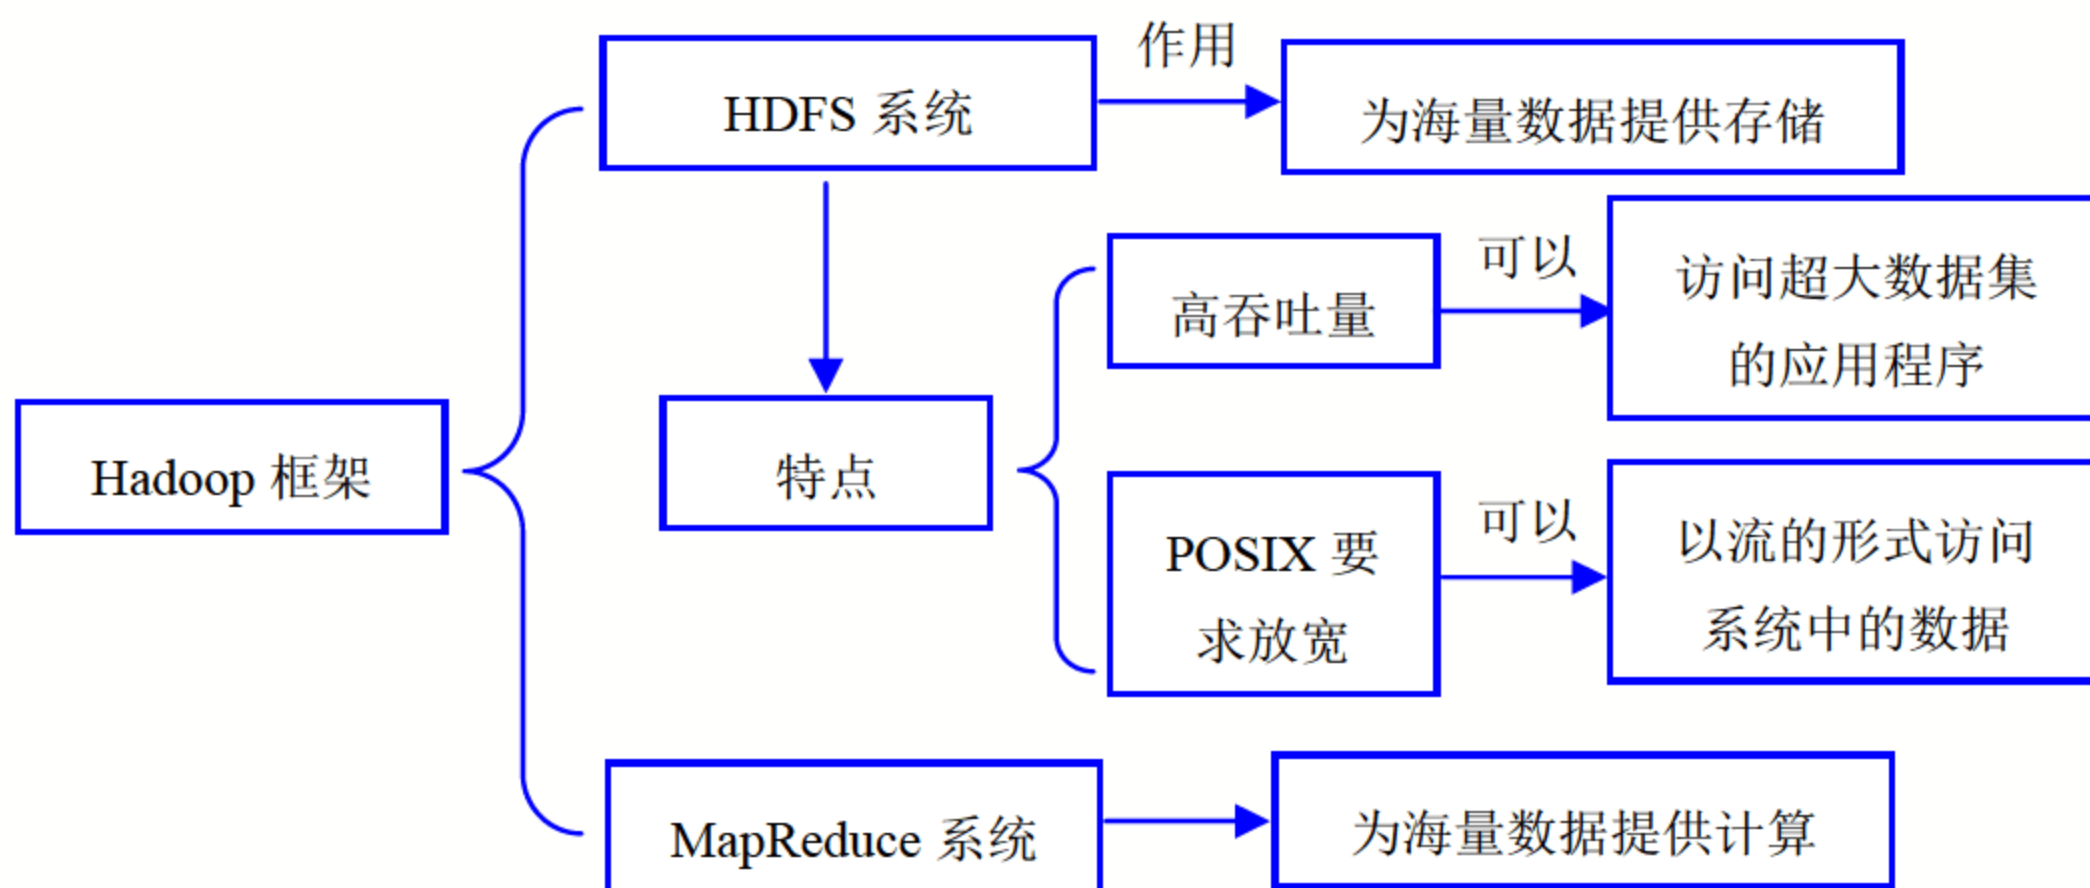 HDFS 系统
作用
为海量数据提供存储
Hadoop 框架
特点
高吞吐量
可以
访问超大数据集
的应用程序
POSIX 要
求放宽
可以
以流的形式访问
系统中的数据
MapReduce 系统
为海量数据提供计算